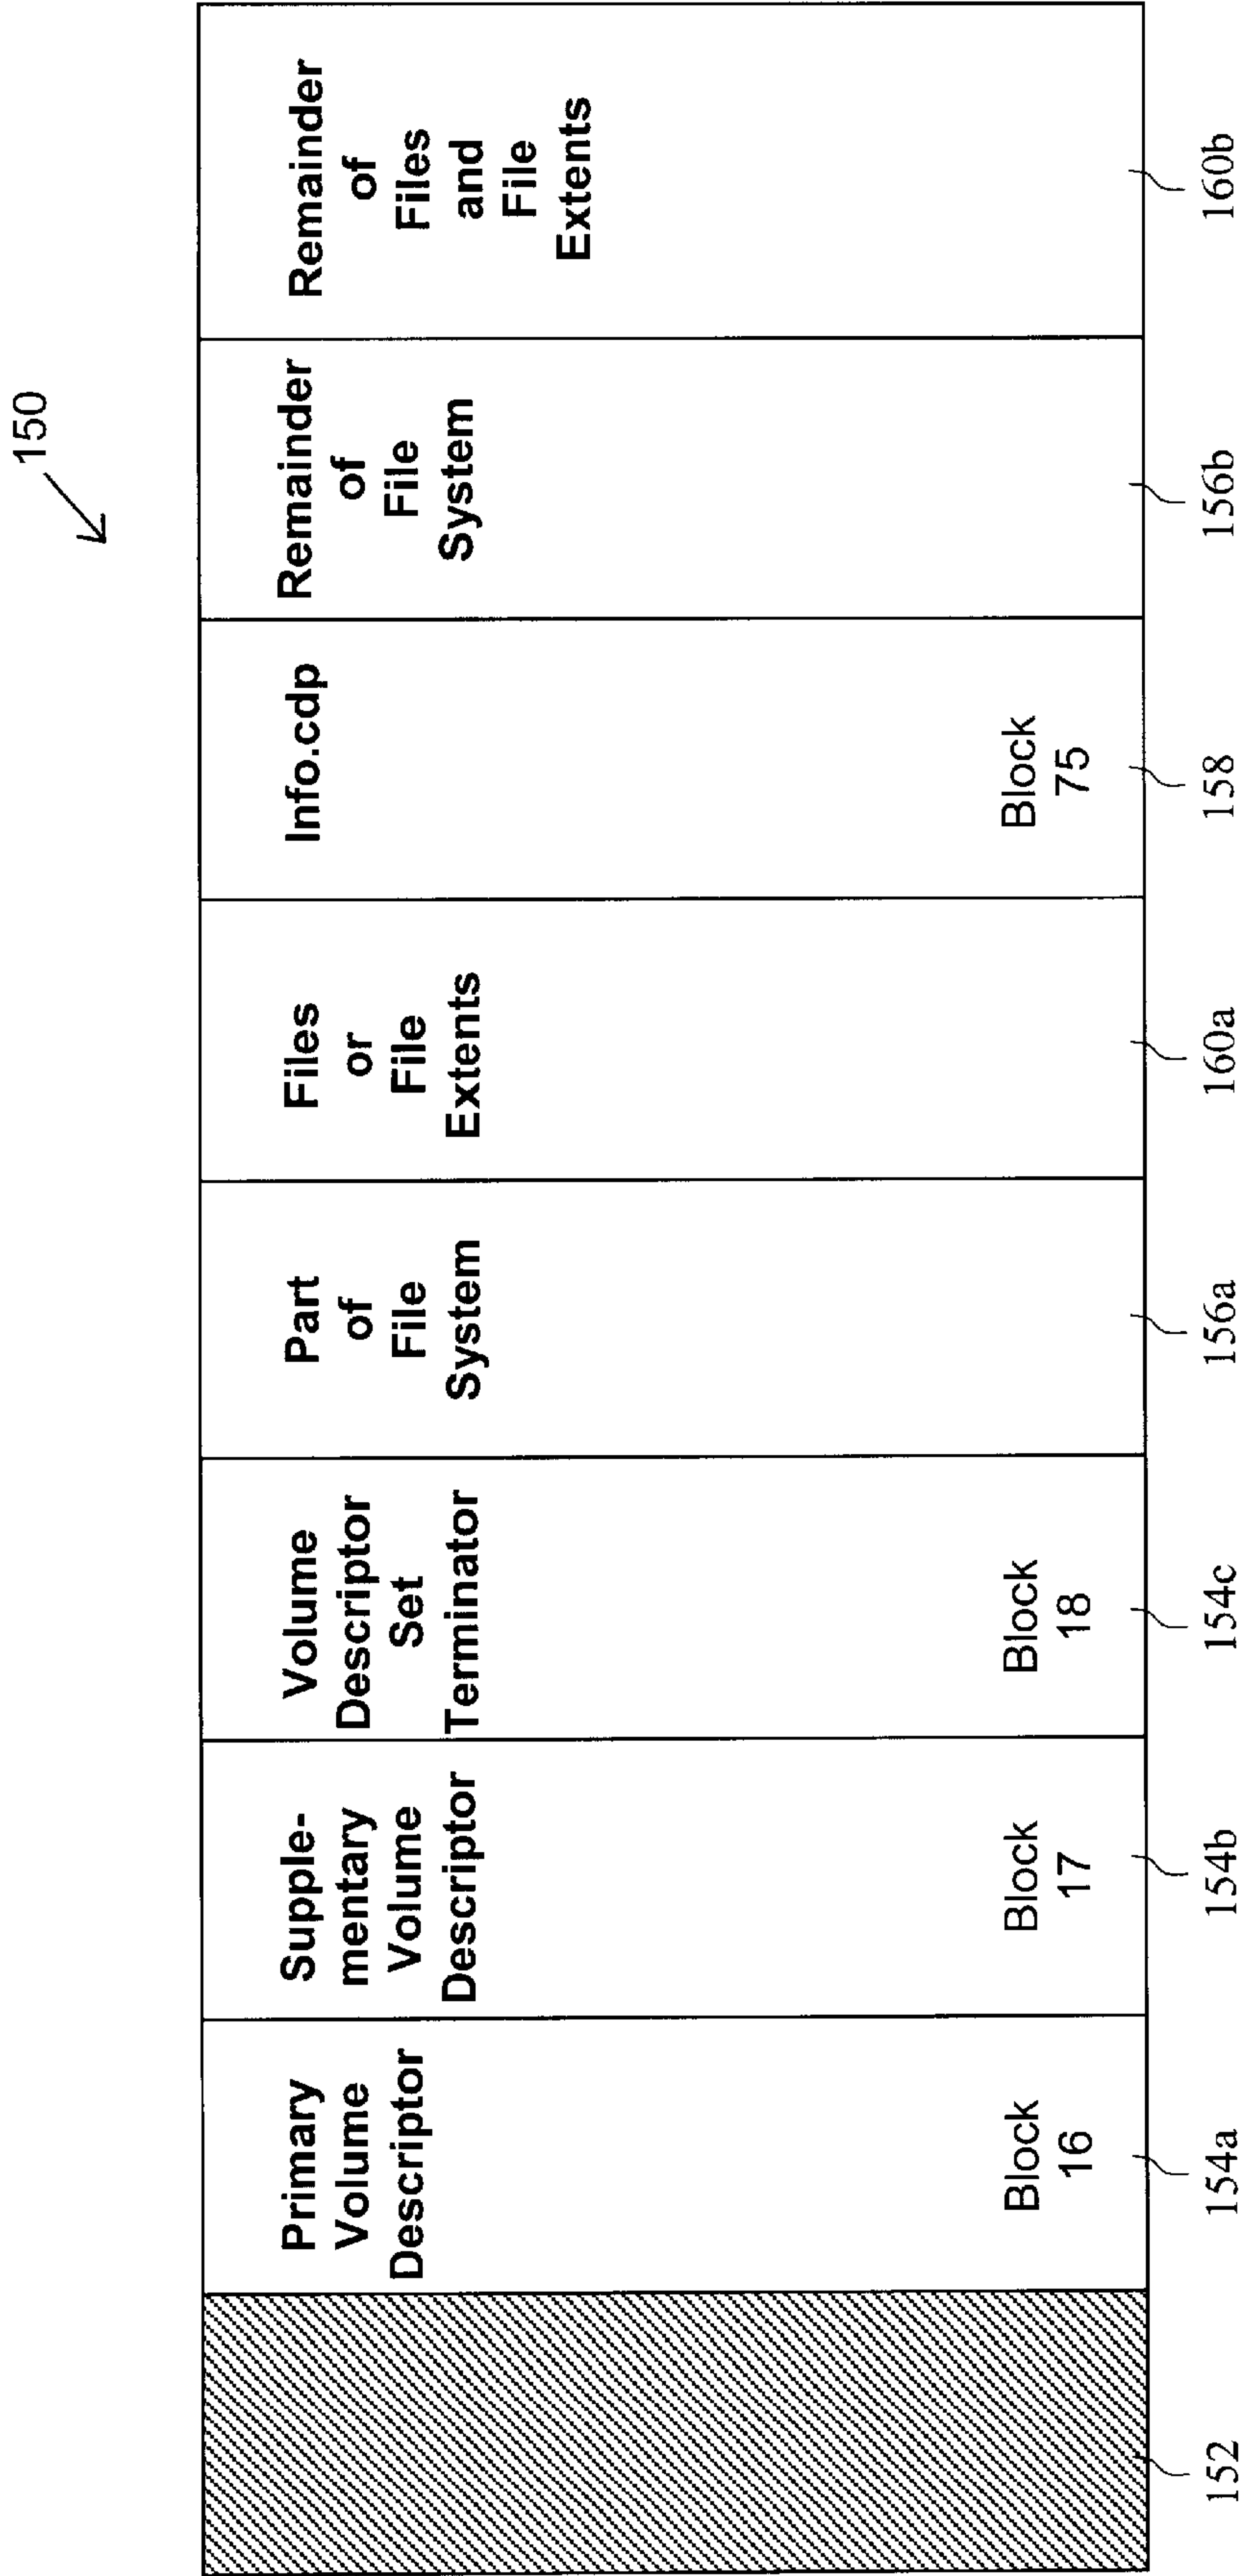 150
Primary
Volume
Descriptor
Block
16
Supple-
mentary
Volume
Descriptor
Block
17
Volume
Descriptor
Set
Terminator
Block
18
Part
of
File
System
Files
or
File
Extents
Info.cdp
Block
75
Remainder
of
File
System
Remainder
of
Files
and
File
Extents
152
154a
154b
154c
156a
160a
158
156b
160b